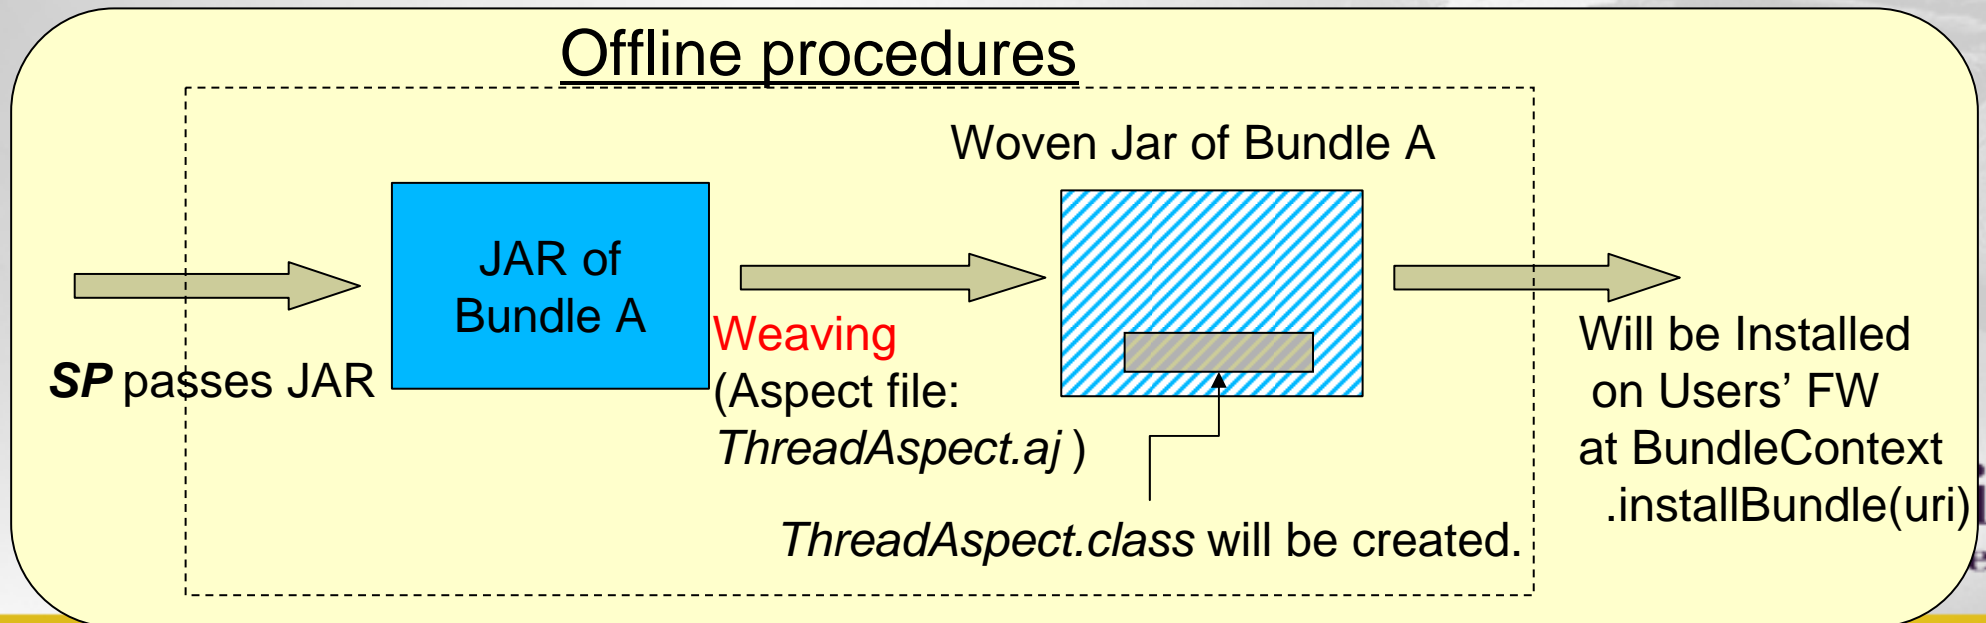 Offline procedures
Woven Jar of Bundle A
JAR of
Bundle A
SP passes JAR
Weaving
(Aspect file:
ThreadAspect.aj )
ThreadAspect.class will be created.
Will be Installed
on Users’ FW
at BundleContext
.installBundle(uri)